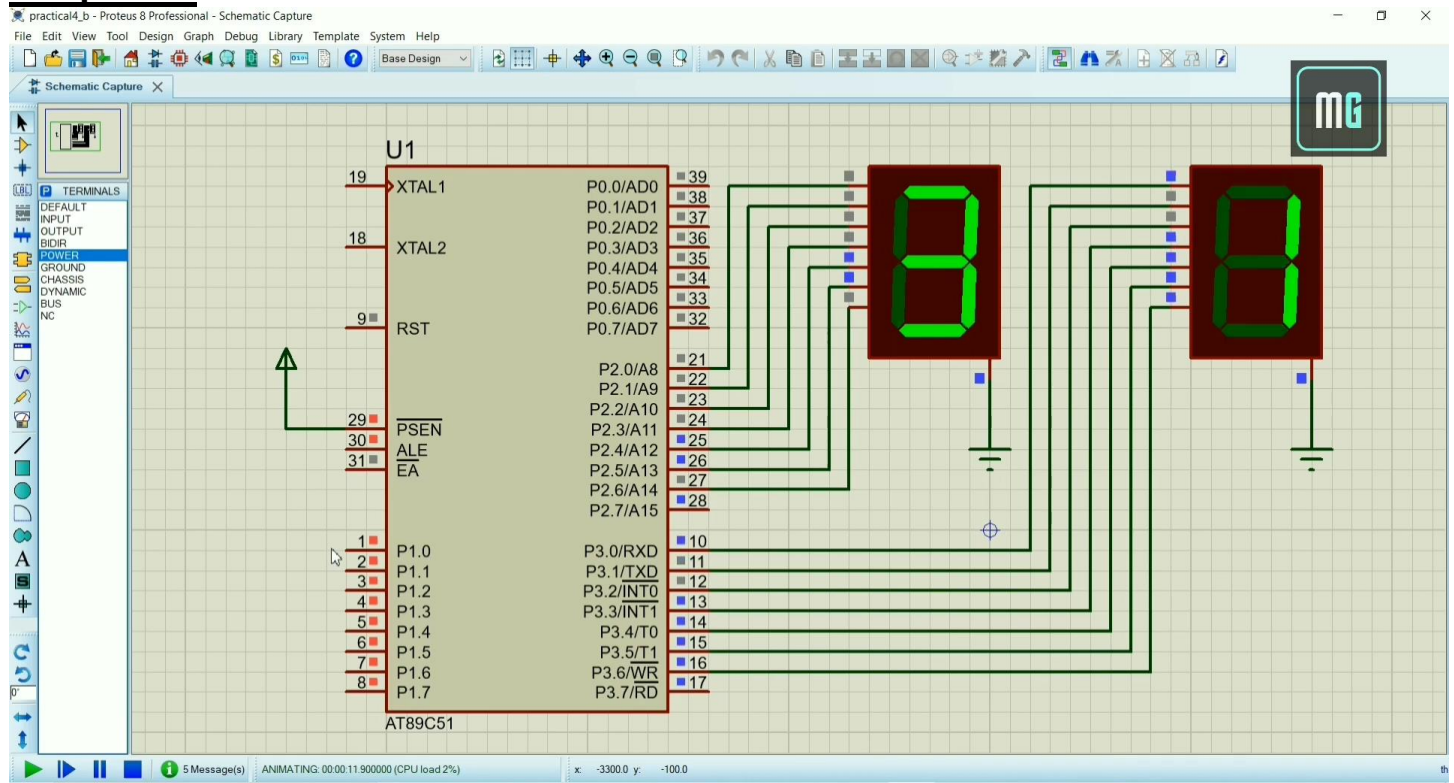 practical4_b - Proteus 8 Professional - Schematic Capture
File Edit View Tool Design Graph Debug Library Template System Help
Base Design
Schematic Capture
MG
P TERMINALS
DEFAULT
INPUT
OUTPUT
BIDIR
POWER
GROUND
CHASSIS
DYNAMIC
BUS
NC
U1
19 XTAL1
18 XTAL2
9 RST
29 PSEN
30 ALE
31 EA
1 P1.0
2 P1.1
3 P1.2
4 P1.3
5 P1.4
6 P1.5
7 P1.6
8 P1.7
P0.0/AD0 39
P0.1/AD1 38
P0.2/AD2 37
P0.3/AD3 36
P0.4/AD4 35
P0.5/AD5 34
P0.6/AD6 33
P0.7/AD7 32
P2.0/A8 21
P2.1/A9 22
P2.2/A10 23
P2.3/A11 24
P2.4/A12 25
P2.5/A13 26
P2.6/A14 27
P2.7/A15 28
P3.0/RXD 10
P3.1/TXD 11
P3.2/INT0 12
P3.3/INT1 13
P3.4/T0 14
P3.5/T1 15
P3.6/WR 16
P3.7/RD 17
AT89C51
3
1
5 Message(s) ANIMATING: 00:00:11.900000 (CPU load 2%) x: -3300.0 y: -100.0 th